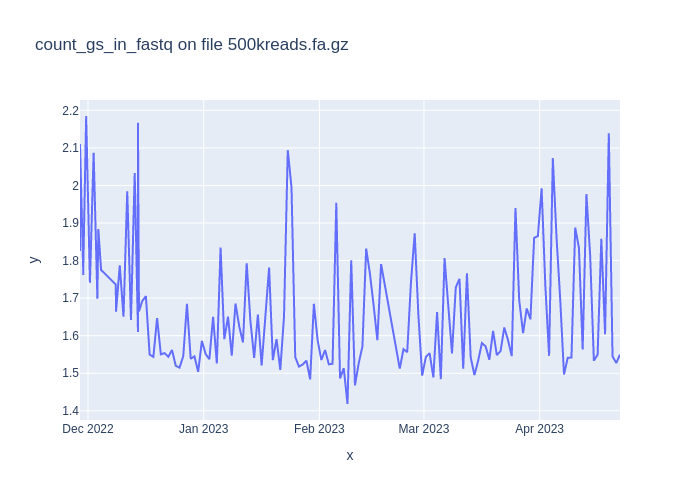 count_gs_in_fastq on file 500kreads.fa.gz
2.2
2.1
2
1.9
1.8
1.7
1.6
1.5
1.4
y
Dec 2022 Jan 2023 Feb 2023 Mar 2023 Apr 2023
x